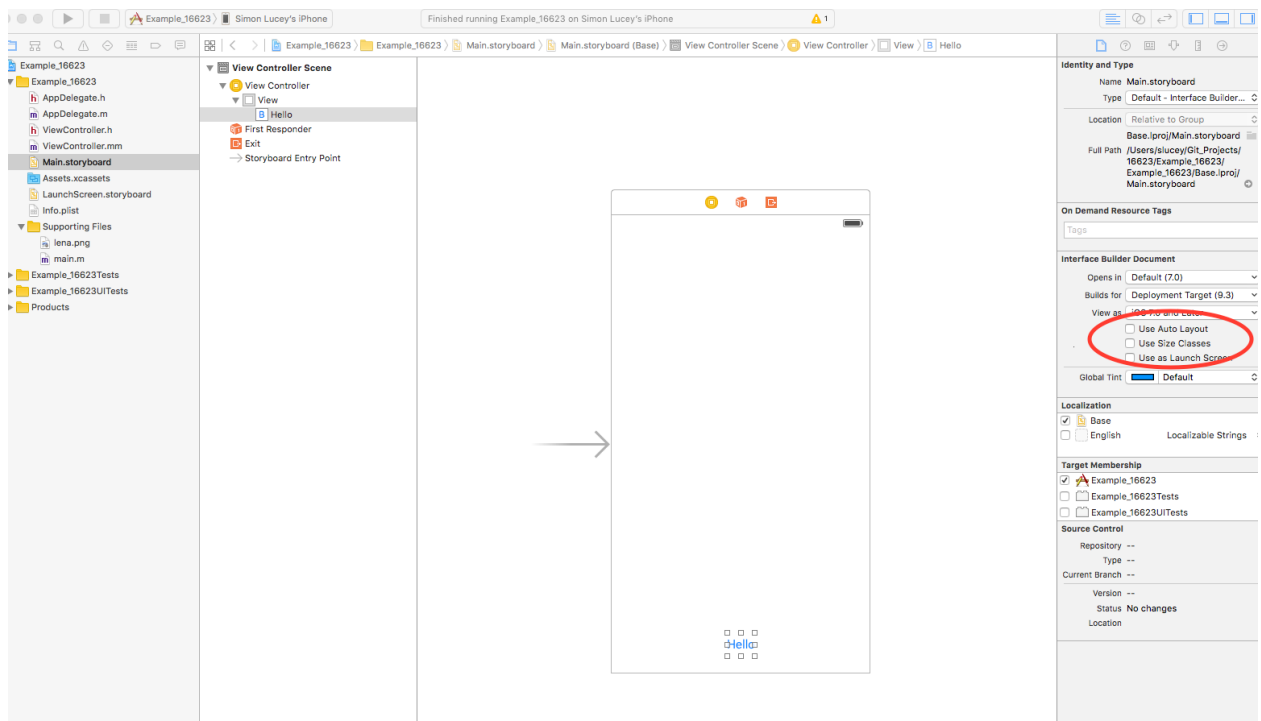 Example_16623 〉 Simon Lucey's iPhone
Finished running Example_16623 on Simon Lucey's iPhone
1
Example_16623 〉 Example_16623 〉 Main.storyboard 〉 Main.storyboard (Base) 〉 View Controller Scene 〉 View Controller 〉 View 〉 B Hello
Example_16623
Example_16623
h AppDelegate.h
m AppDelegate.m
h ViewController.h
m ViewController.mm
Main.storyboard
Assets.xcassets
LaunchScreen.storyboard
Info.plist
Supporting Files
lena.png
m main.m
Example_16623Tests
Example_16623UITests
Products
View Controller Scene
View Controller
View
B Hello
First Responder
Exit
Storyboard Entry Point
Hello
Identity and Type
Name Main.storyboard
Type Default - Interface Builder...
Location Relative to Group
Base.lproj/Main.storyboard
Full Path /Users/slucey/Git_Projects/
16623/Example_16623/
Example_16623/Base.lproj/
Main.storyboard
On Demand Resource Tags
Tags
Interface Builder Document
Opens in Default (7.0)
Builds for Deployment Target (9.3)
View as iOS 7.0 and Later
Use Auto Layout
Use Size Classes
Use as Launch Screen
Global Tint Default
Localization
Base
English Localizable Strings
Target Membership
Example_16623
Example_16623Tests
Example_16623UITests
Source Control
Repository --
Type --
Current Branch --
Version --
Status No changes
Location